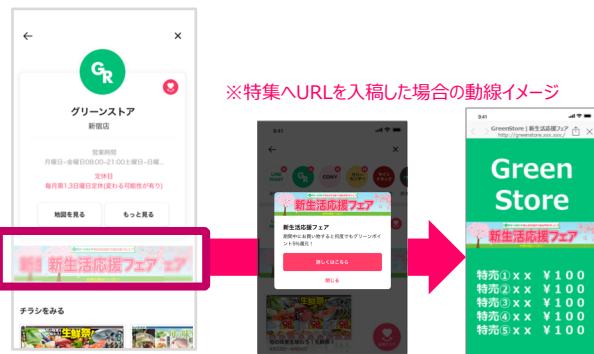 ※特集へURLを入稿した場合の動線イメージ
GR
グリーンストア
新宿店
営業時間
月曜日~金曜日08:00-21:00土曜日~日曜...
定休日
毎月第1.3日曜日定休(変わる可能性が有り)
地図を見る
もっと見る
新生活応援フェア
チラシをみる
生鮮祭
9:41
GR
CONY
新生活応援フェア
新生活応援フェア
期間中にお買い物すると何度でもグリーンポイ
ント5%還元!
詳しくはこちら
閉じる
9:41
GreenStore | 新生活応援フェア
http://greenstore.xxx.xxx/
Green
Store
新生活応援フェア
特売①xx ¥100
特売②xx ¥100
特売③xx ¥100
特売④xx ¥100
特売⑤xx ¥100